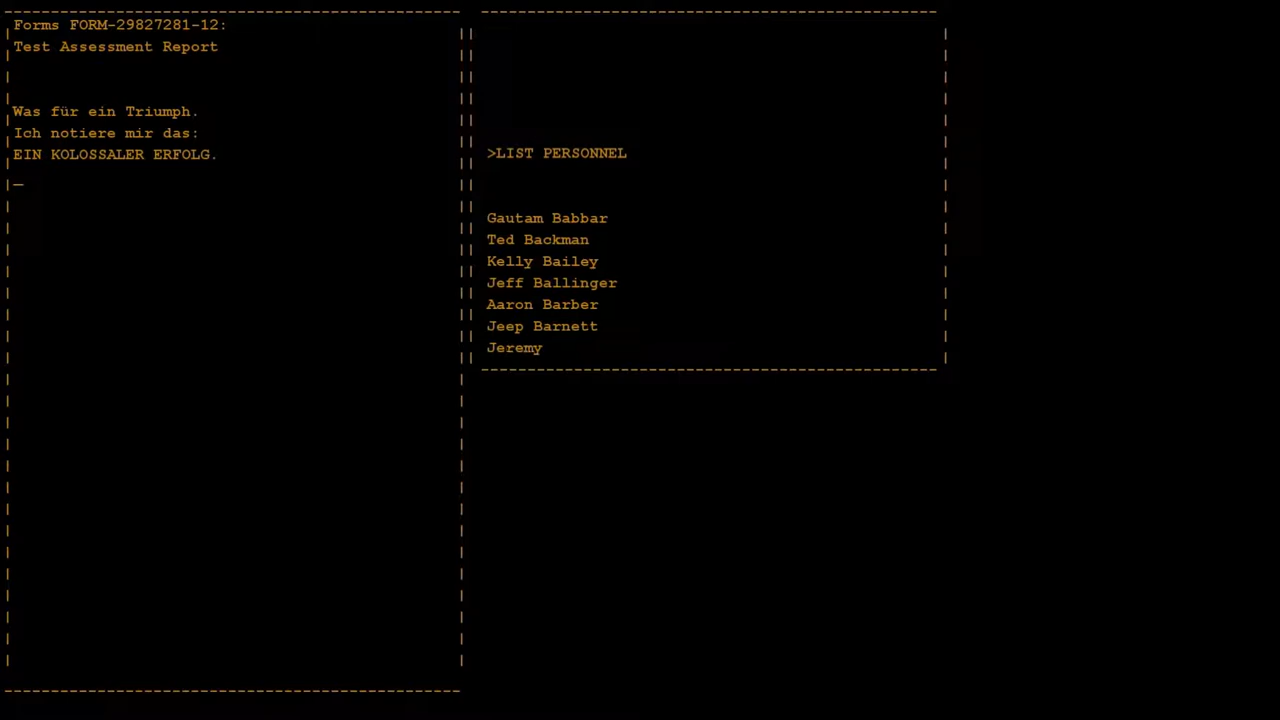 Forms FORM-29827281-12:
Test Assessment Report
Was für ein Triumph.
Ich notiere mir das:
EIN KOLOSSALER ERFOLG.
>LIST PERSONNEL
Gautam Babbar
Ted Backman
Kelly Bailey
Jeff Ballinger
Aaron Barber
Jeep Barnett
Jeremy